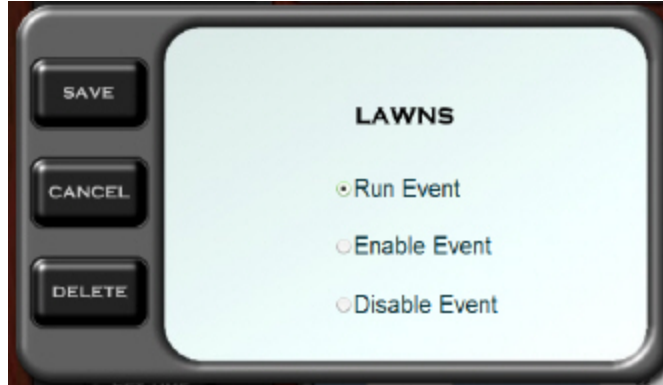 SAVE
CANCEL
DELETE
LAWNS
Run Event
Enable Event
Disable Event